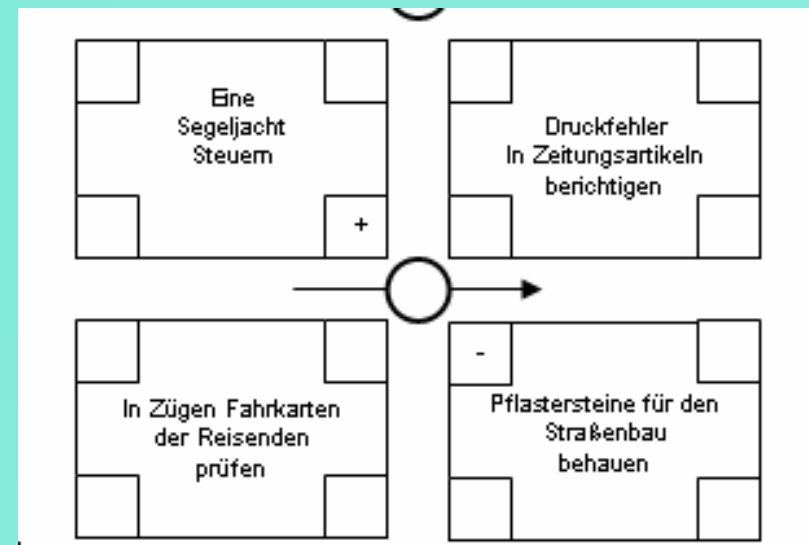 Eine
Segeljacht
Steuern
+
Druckfehler
In Zeitungsartikeln
berichtigen
In Zügen Fahrkarten
der Reisenden
prüfen
-
Pflastersteine für den
Straßenbau
behauen